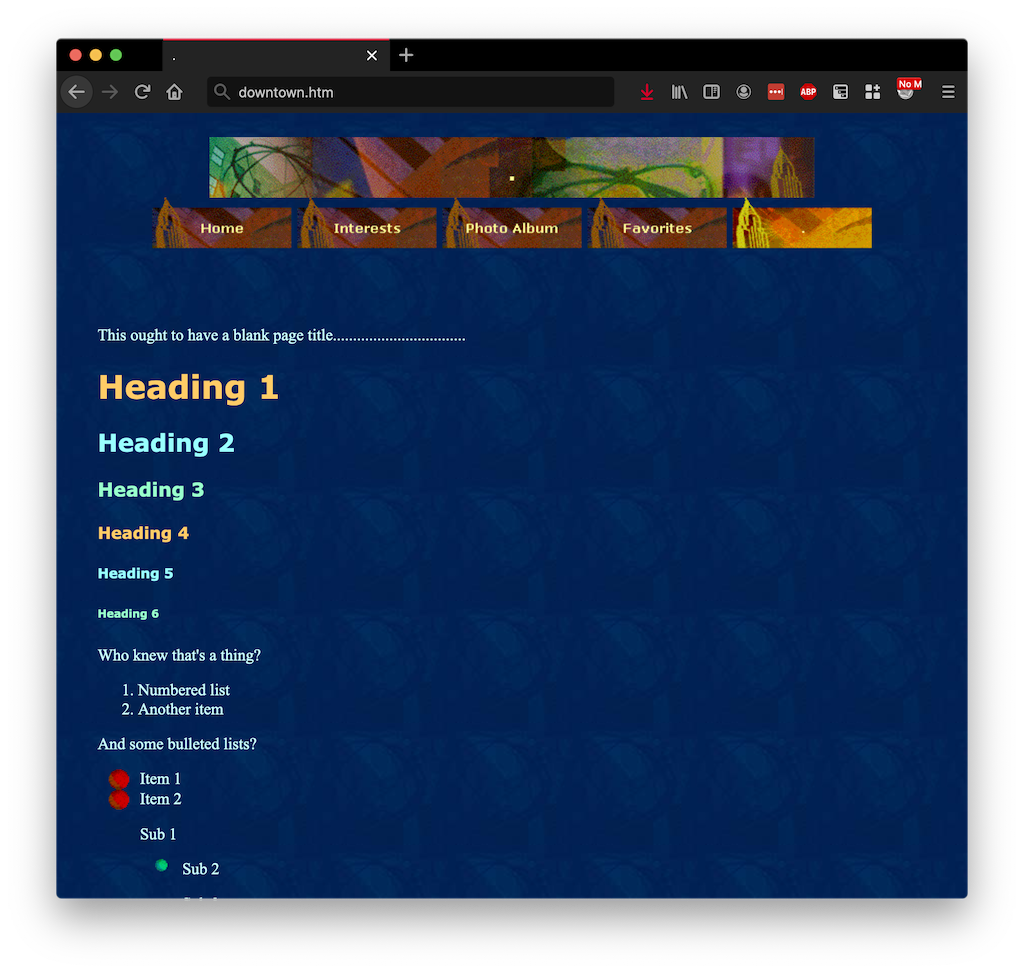 .
downtown.htm
ABP
No M
.
Home
Interests
Photo Album
Favorites
.
This ought to have a blank page title.................................
Heading 1
Heading 2
Heading 3
Heading 4
Heading 5
Heading 6
Who knew that's a thing?
1. Numbered list
2. Another item
And some bulleted lists?
Item 1
Item 2
Sub 1
Sub 2